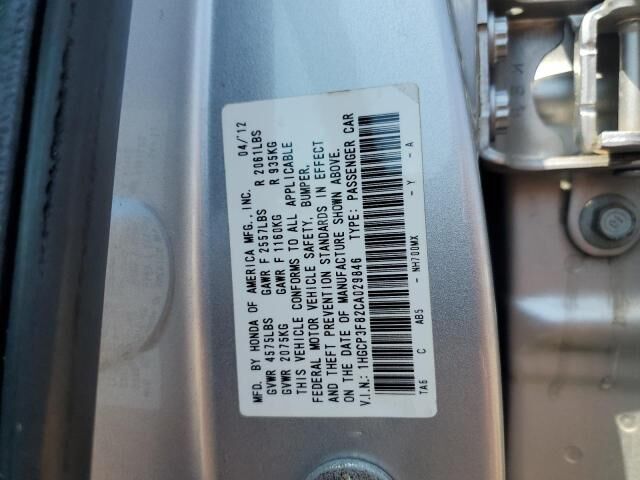 MFD. BY HONDA OF AMERICA MFG., INC. 04/'12
GVWR 4575LBS GAWR F 2557LBS R 2061LBS
GVWR 2075KG GAWR F 1160KG R 935KG
THIS VEHICLE CONFORMS TO ALL APPLICABLE
FEDERAL MOTOR VEHICLE SAFETY, BUMPER,
AND THEFT PREVENTION STANDARDS IN EFFECT
ON THE DATE OF MANUFACTURE SHOWN ABOVE.
V.I.N.: 1HGCP3F82CA029846 TYPE: PASSENGER CAR
TA6 C AB5 - NH700MX - Y - A